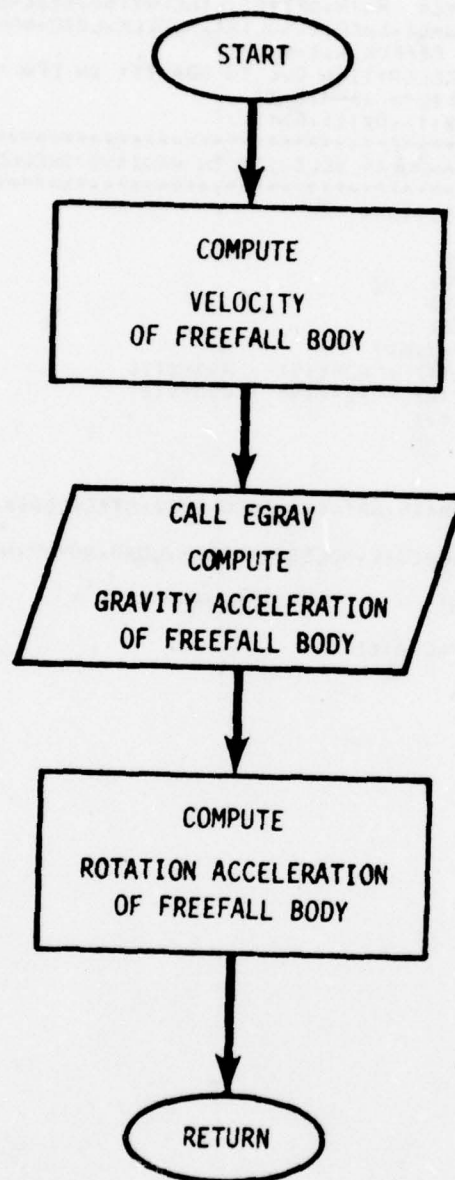 START
COMPUTE
VELOCITY
OF FREEFALL BODY
CALL EGRAV
COMPUTE
GRAVITY ACCELERATION
OF FREEFALL BODY
COMPUTE
ROTATION ACCELERATION
OF FREEFALL BODY
RETURN